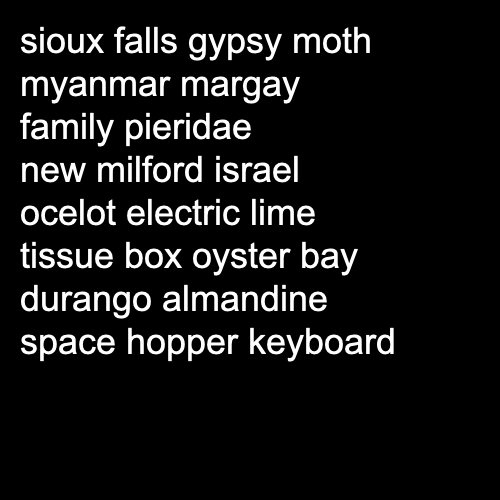 sioux falls gypsy moth
myanmar margay
family pieridae
new milford israel
ocelot electric lime
tissue box oyster bay
durango almandine
space hopper keyboard